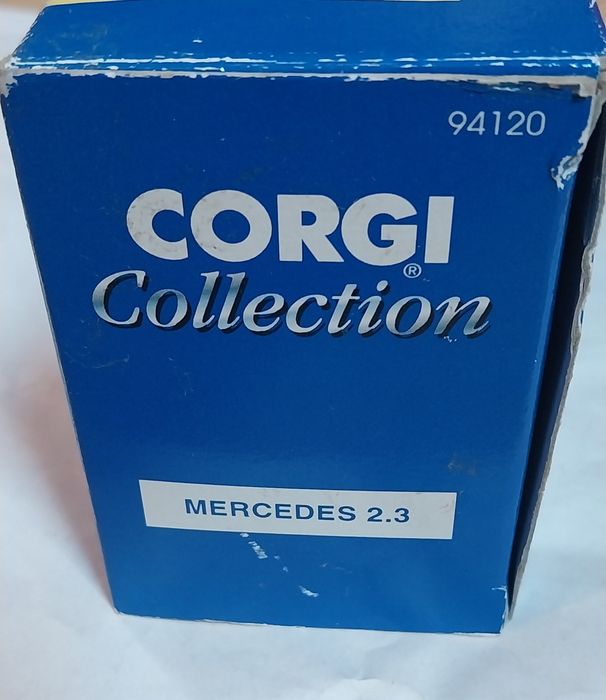 94120
CORGI®
Collection
MERCEDES 2.3